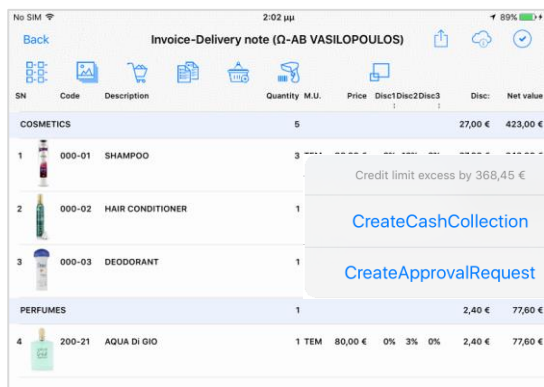 No SIM 2:02 μμ 89%
Back Invoice-Delivery note (Ω-AB VASILOPOULOS)
SN Code Description Quantity M.U. Price Disc1 Disc2 Disc3 Disc: Net value
COSMETICS 5 27,00 € 423,00 €
1 000-01 SHAMPOO 3
Credit limit excess by 368,45 €
2 000-02 HAIR CONDITIONER 1
CreateCashCollection
3 000-03 DEODORANT 1
CreateApprovalRequest
PERFUMES 1 2,40 € 77,60 €
4 200-21 AQUA Di GIO 1 TEM 80,00 € 0% 3% 0% 2,40 € 77,60 €